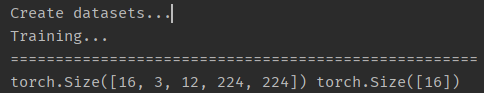 Create datasets...
Training...
====================================================
torch.Size([16, 3, 12, 224, 224]) torch.Size([16])